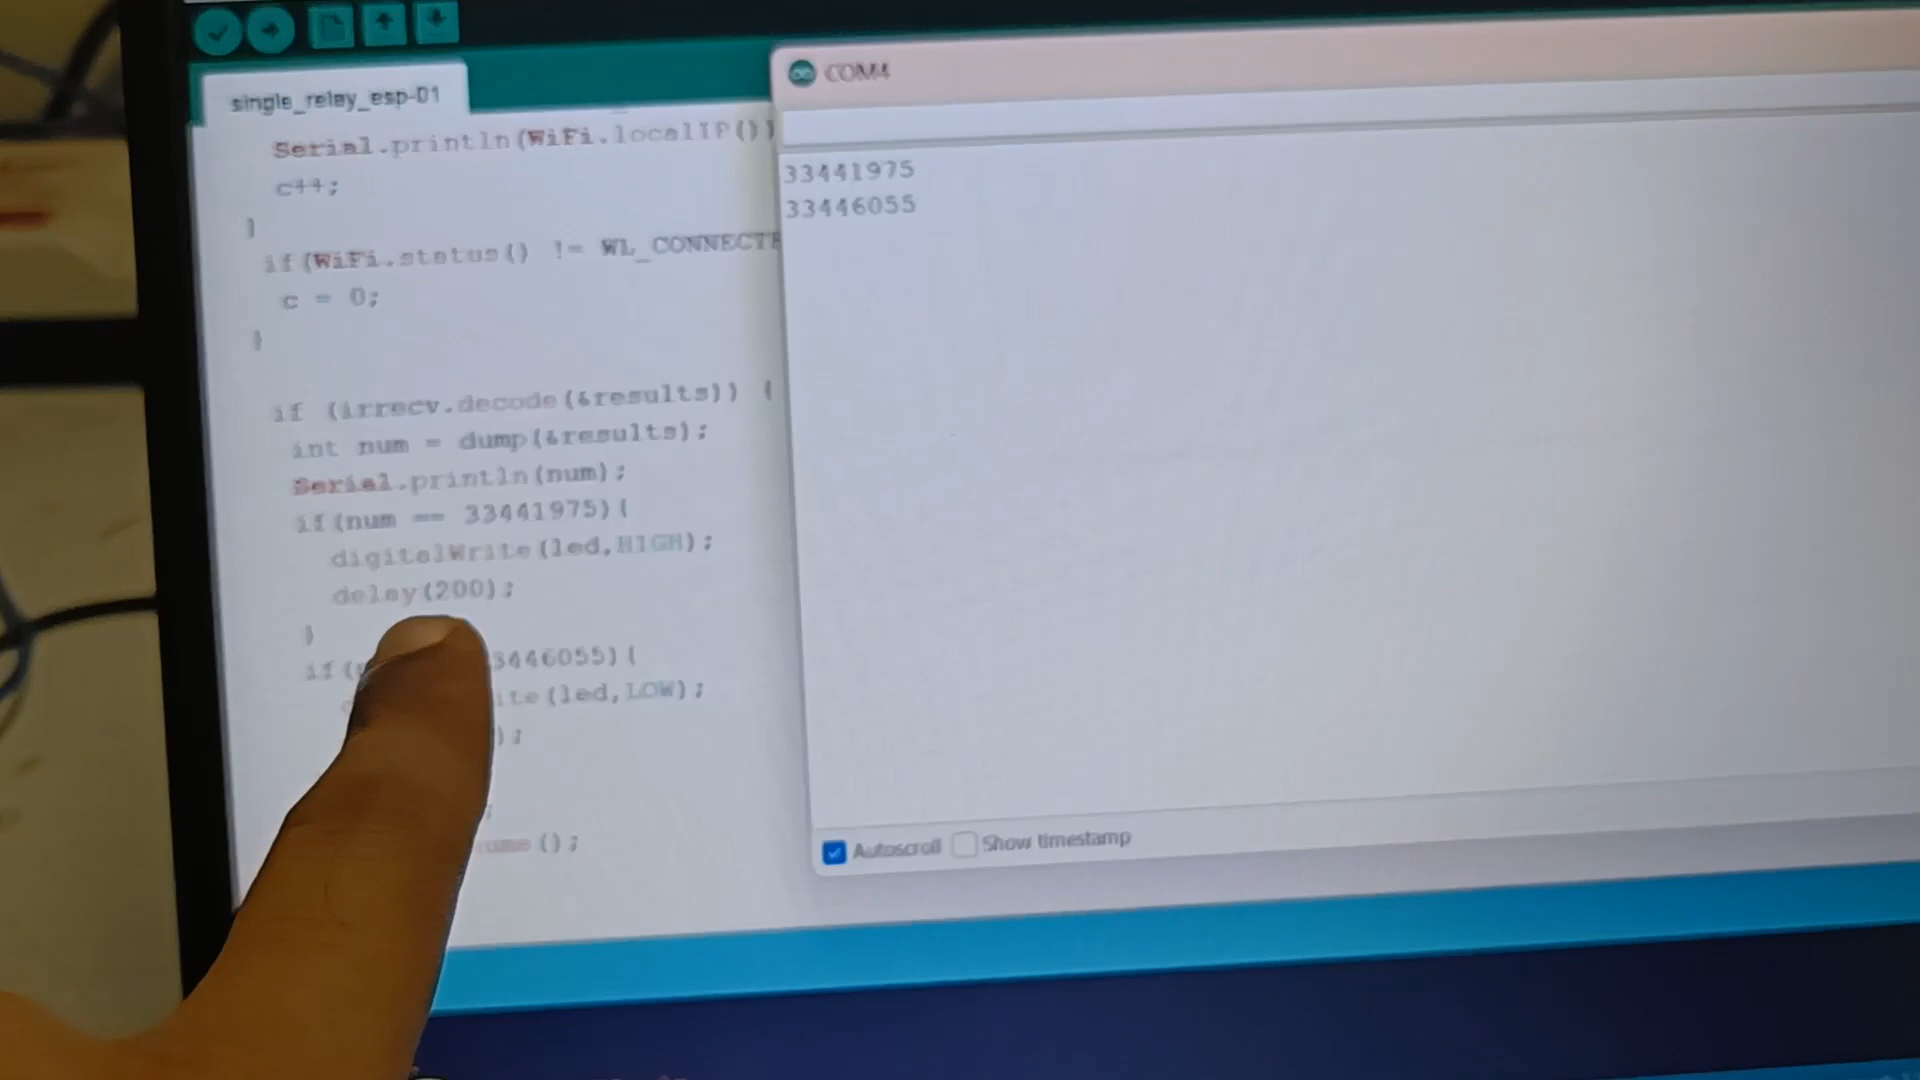 single_relay_esp-01
Serial.println(WiFi.localIP())
c++;
}
if(WiFi.status() != WL_CONNECTE
c = 0;
}
if (irrecv.decode(&results)) {
int num = dump(&results);
Serial.println(num);
if(num == 33441975){
digitalWrite(led,HIGH);
delay(200);
}
if( 3446055){
ite(led,LOW);
);
;
ume();
COM4
33441975
33446055
Autoscroll Show timestamp